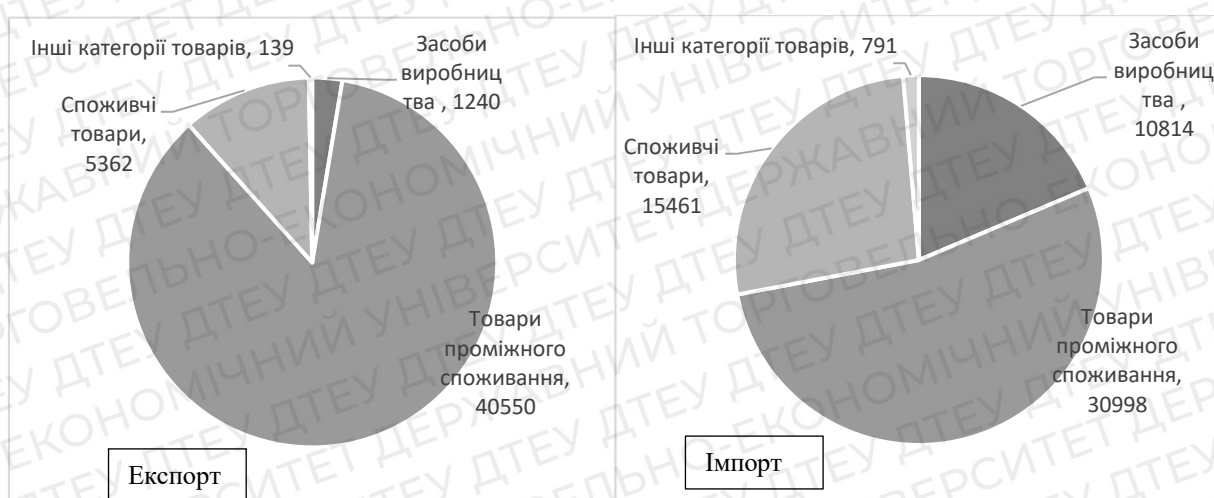 Інші категорії товарів, 139
Засоби
виробниц
тва , 1240
Споживчі
товари,
5362
Товари
проміжного
споживання,
40550
Експорт
Інші категорії товарів, 791
Засоби
виробниц
тва ,
10814
Споживчі
товари,
15461
Товари
проміжного
споживання,
30998
Імпорт